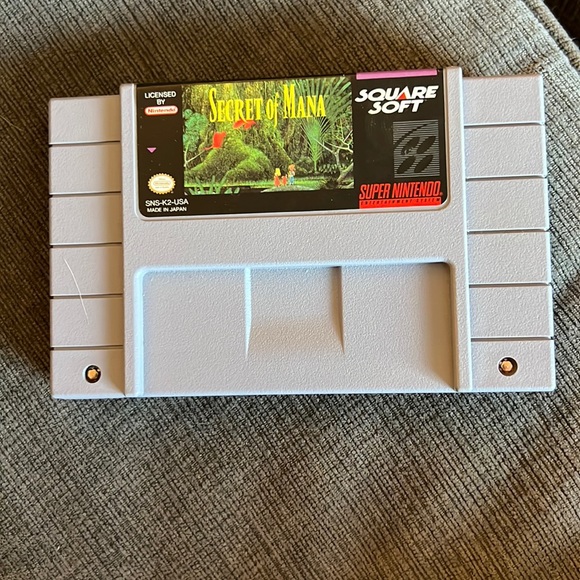 LICENSED
BY
Nintendo
SECRET OF MANA
SQUARE
SOFT
SNS-K2-USA
MADE IN JAPAN
SUPER NINTENDO
ENTERTAINMENT SYSTEM